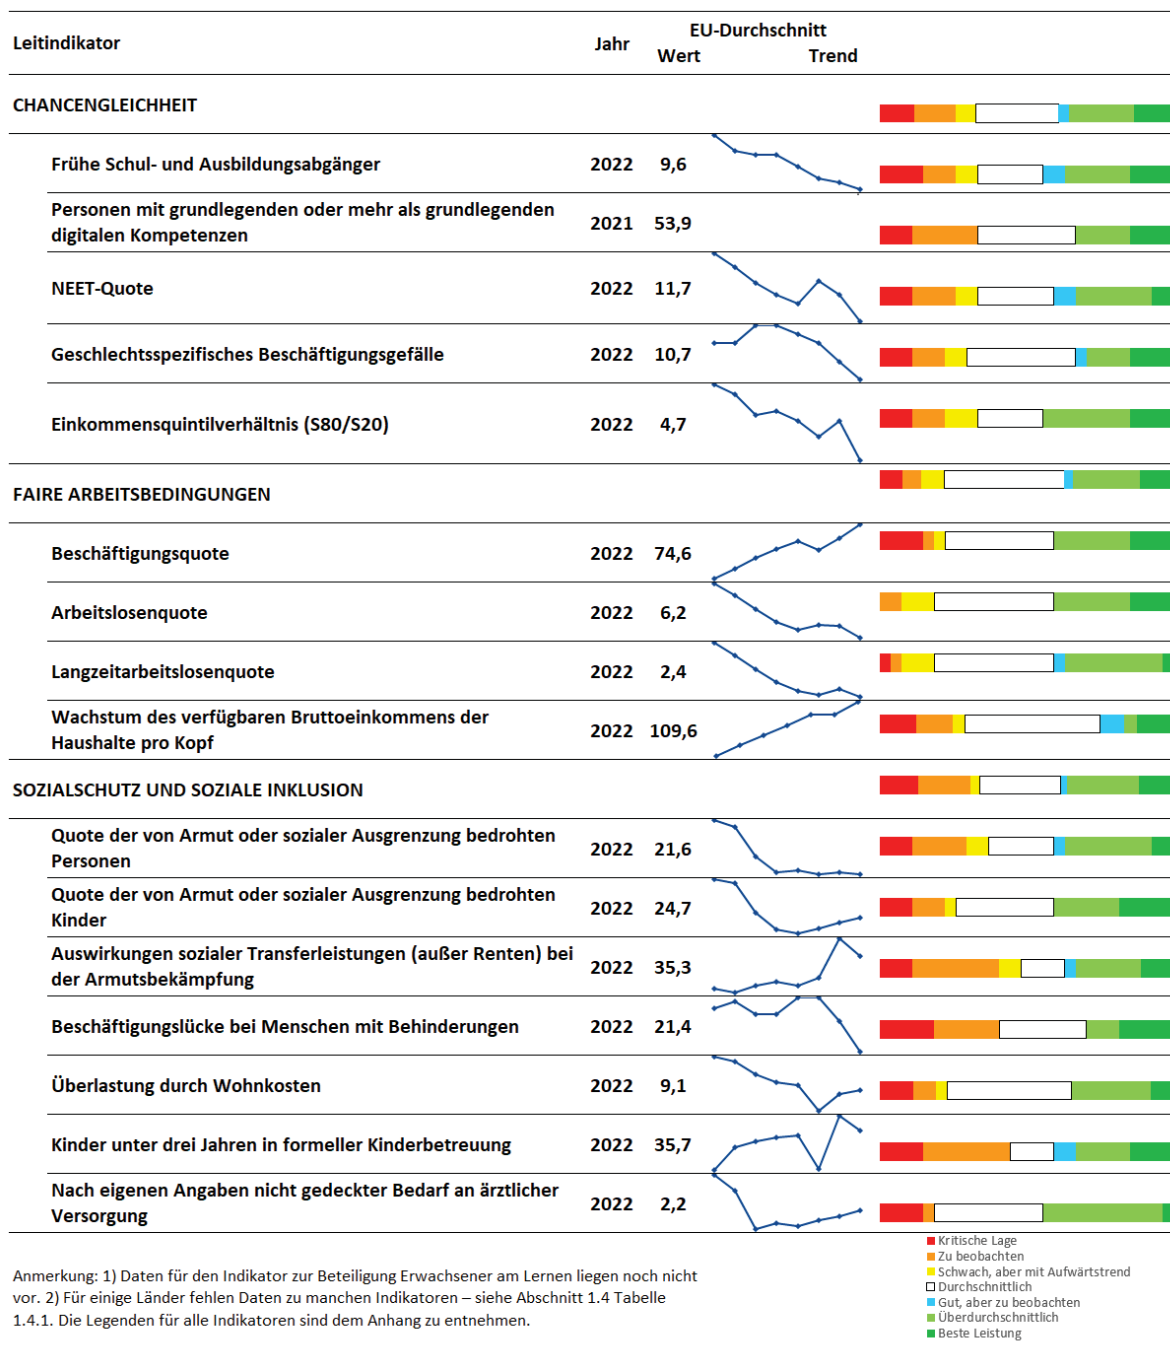 Leitindikator Jahr EU-Durchschnitt
Wert Trend
CHANCENGLEICHHEIT
Frühe Schul- und Ausbildungsabgänger 2022 9,6
Personen mit grundlegenden oder mehr als grundlegenden
digitalen Kompetenzen 2021 53,9
NEET-Quote 2022 11,7
Geschlechtsspezifisches Beschäftigungsgefälle 2022 10,7
Einkommensquintilverhältnis (S80/S20) 2022 4,7
FAIRE ARBEITSBEDINGUNGEN
Beschäftigungsquote 2022 74,6
Arbeitslosenquote 2022 6,2
Langzeitarbeitslosenquote 2022 2,4
Wachstum des verfügbaren Bruttoeinkommens der
Haushalte pro Kopf 2022 109,6
SOZIALSCHUTZ UND SOZIALE INKLUSION
Quote der von Armut oder sozialer Ausgrenzung bedrohten
Personen 2022 21,6
Quote der von Armut oder sozialer Ausgrenzung bedrohten
Kinder 2022 24,7
Auswirkungen sozialer Transferleistungen (außer Renten) bei
der Armutsbekämpfung 2022 35,3
Beschäftigungslücke bei Menschen mit Behinderungen 2022 21,4
Überlastung durch Wohnkosten 2022 9,1
Kinder unter drei Jahren in formeller Kinderbetreuung 2022 35,7
Nach eigenen Angaben nicht gedeckter Bedarf an ärztlicher
Versorgung 2022 2,2
Anmerkung: 1) Daten für den Indikator zur Beteiligung Erwachsener am Lernen liegen noch nicht
vor. 2) Für einige Länder fehlen Daten zu manchen Indikatoren – siehe Abschnitt 1.4 Tabelle
1.4.1. Die Legenden für alle Indikatoren sind dem Anhang zu entnehmen.
Kritische Lage
Zu beobachten
Schwach, aber mit Aufwärtstrend
Durchschnittlich
Gut, aber zu beobachten
Überdurchschnittlich
Beste Leistung